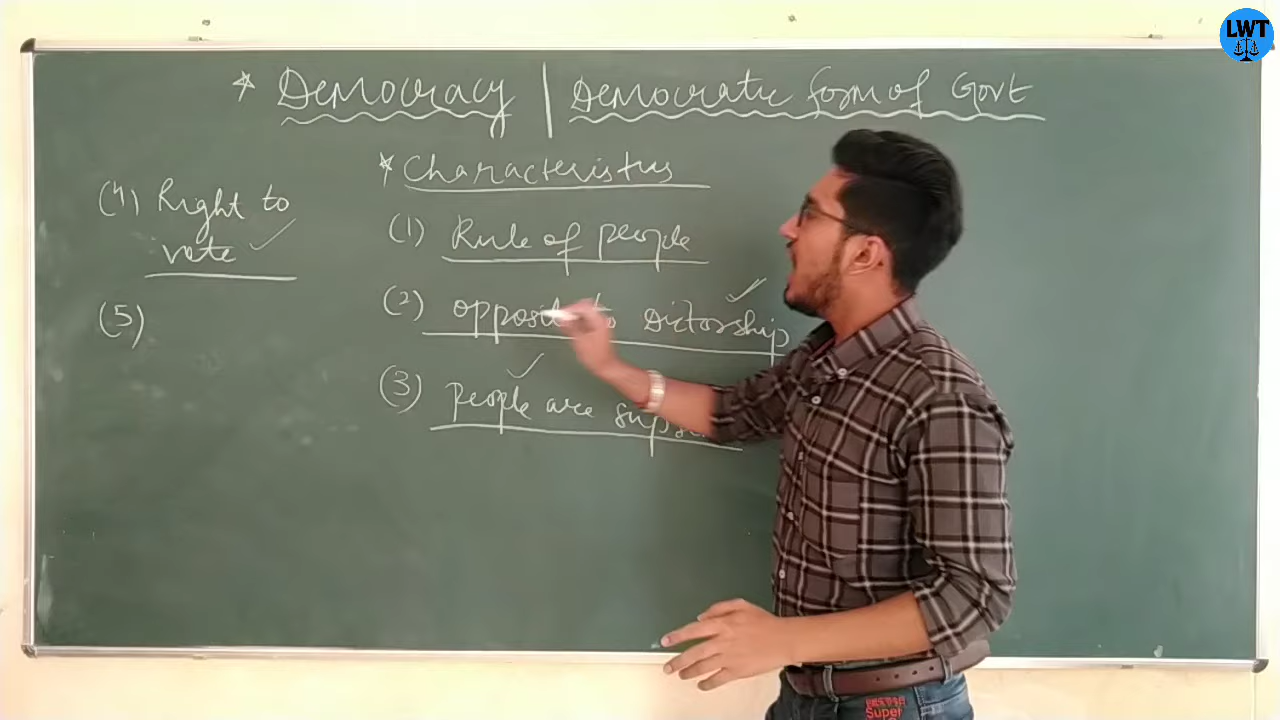 LWT
* Democracy | Democratic form of Govt
* Characteristics
(1) Rule of people
(2) opposite to Dictorship
(3) people are
(4) Right to
vote
(5)
Super